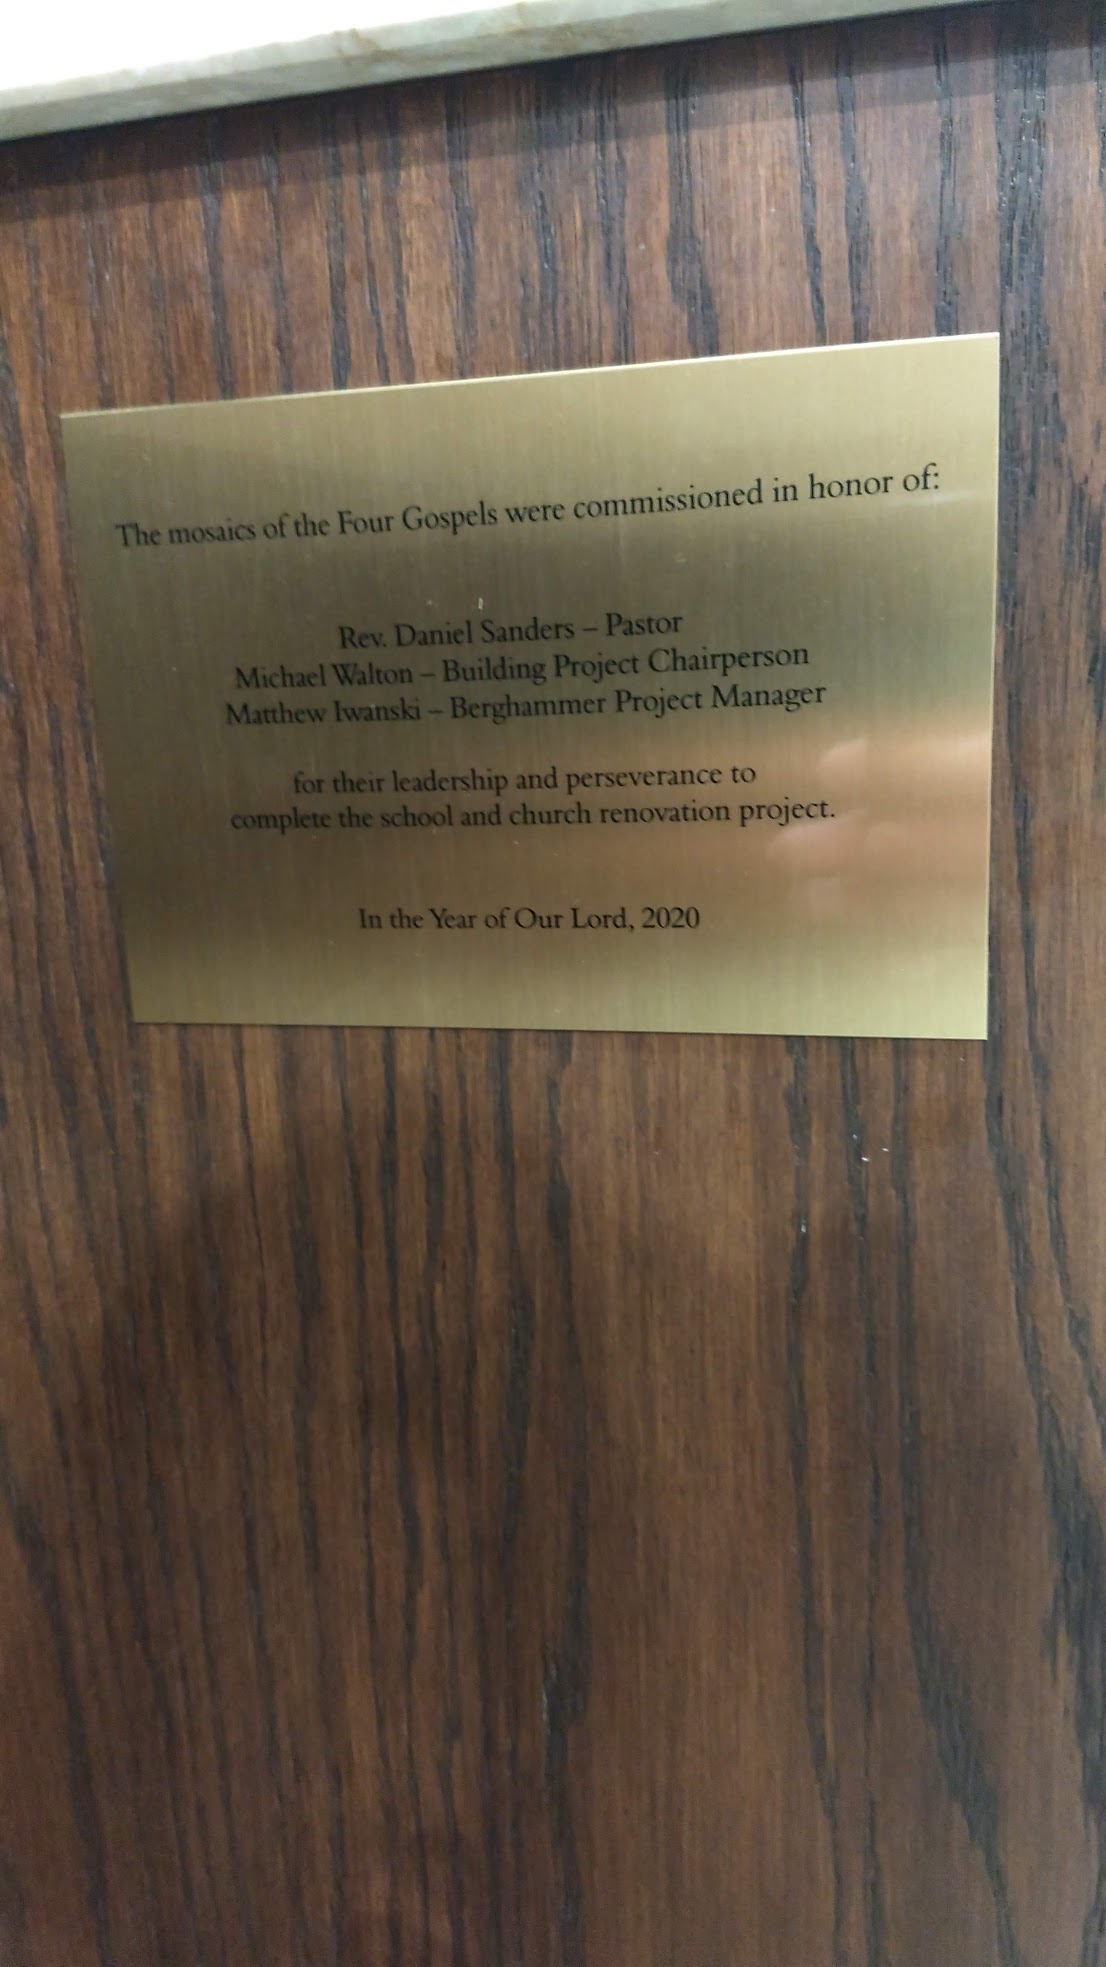 The mosaics of the Four Gospels were commissioned in honor of:
Rev. Daniel Sanders – Pastor
Michael Walton – Building Project Chairperson
Matthew Iwanski – Berghammer Project Manager
for their leadership and perseverance to
complete the school and church renovation project.
In the Year of Our Lord, 2020